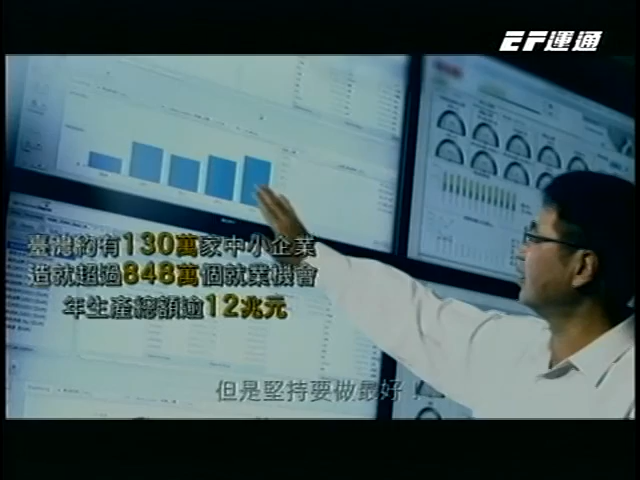 EF運通
臺灣約有130萬家中小企業
造就超過848萬個就業機會
年生產總額逾12兆元
但是堅持要做最好！